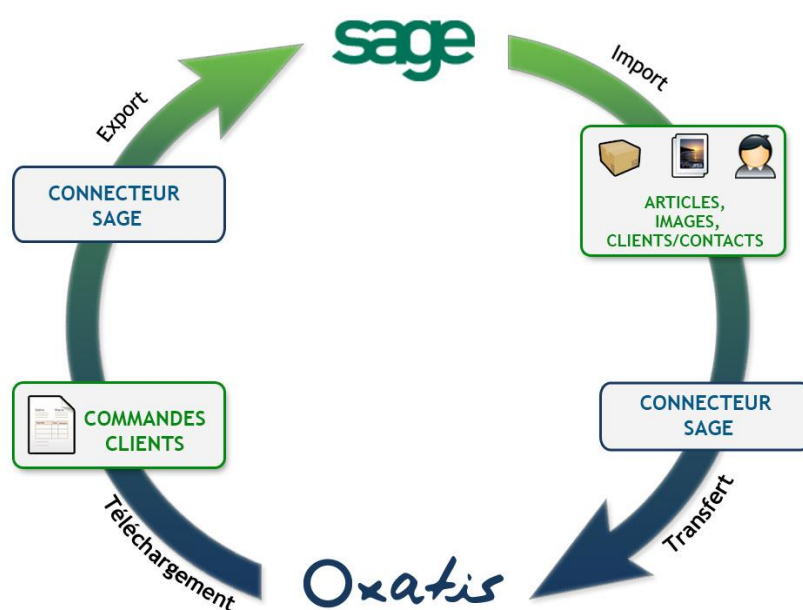 sage
Import
Export
ARTICLES,
IMAGES,
CLIENTS/CONTACTS
CONNECTEUR
SAGE
CONNECTEUR
SAGE
COMMANDES
CLIENTS
Transfert
Téléchargement
Oxatis